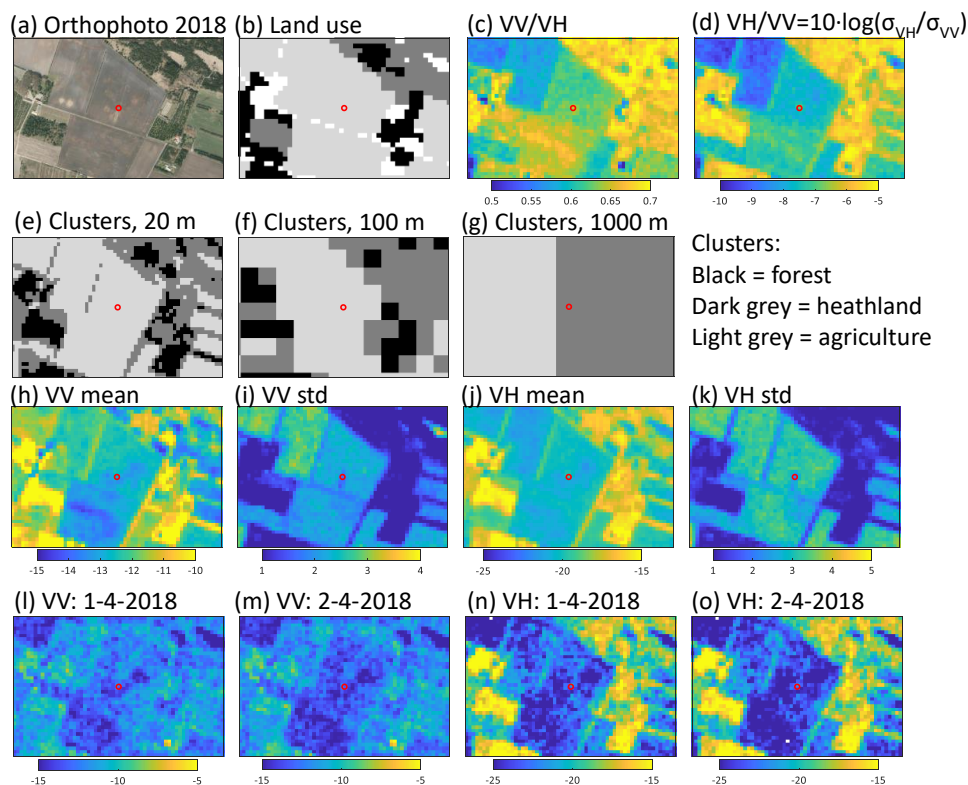 (a) Orthophoto 2018
(b) Land use
(c) VV/VH
(d) VH/VV=10·log(σVH/σVV)
0.5 0.55 0.6 0.65 0.7
-10 -9 -8 -7 -6 -5
(e) Clusters, 20 m
(f) Clusters, 100 m
(g) Clusters, 1000 m
Clusters:
Black = forest
Dark grey = heathland
Light grey = agriculture
(h) VV mean
(i) VV std
(j) VH mean
(k) VH std
-15 -14 -13 -12 -11 -10
1 2 3 4
-25 -20 -15
1 2 3 4 5
(l) VV: 1-4-2018
(m) VV: 2-4-2018
(n) VH: 1-4-2018
(o) VH: 2-4-2018
-15 -10 -5
-15 -10 -5
-25 -20 -15
-25 -20 -15